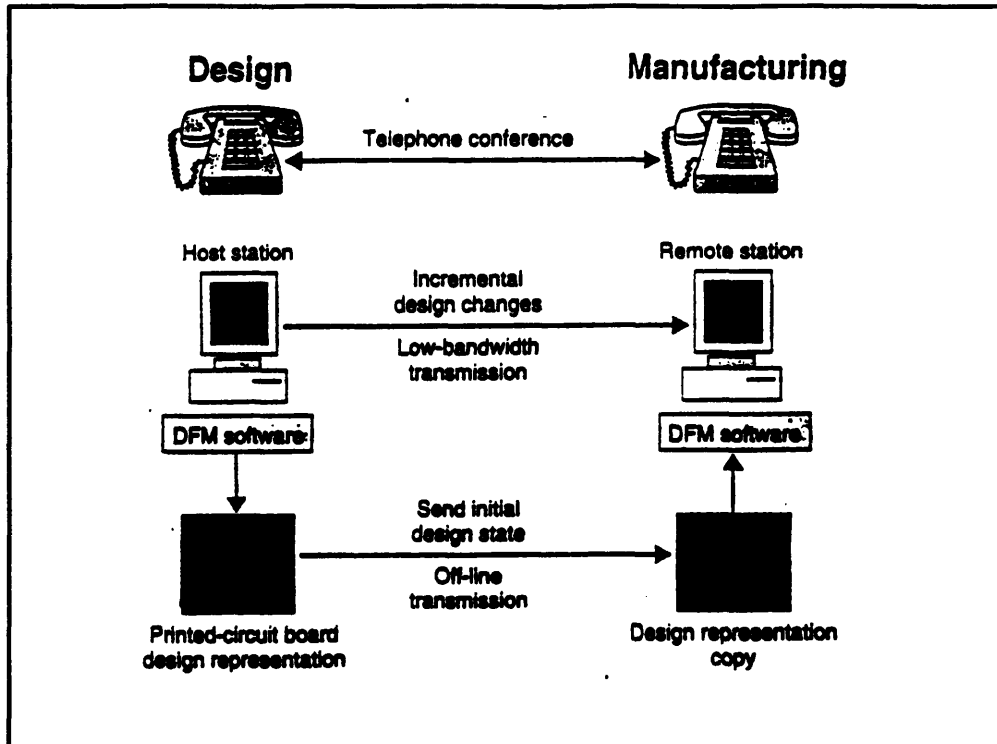 Design
Manufacturing
Telephone conference
Host station
Remote station
Incremental
design changes
Low-bandwidth
transmission
DFM software
DFM software
Send initial
design state
Off-line
transmission
Printed-circuit board
design representation
Design representation
copy